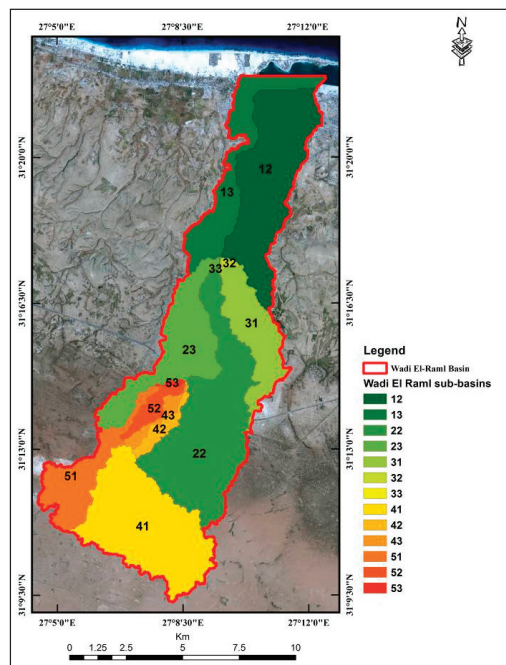 27°5'0"E 27°8'30"E 27°12'0"E
N
31°20'0"N 31°20'0"N
12
13
32
33
31°16'30"N 31°16'30"N
31
23
Legend
Wadi El-Raml Basin
Wadi El Raml sub-basins
12
13
22
23
31
32
33
41
42
43
51
52
53
53
52
43
42
31°13'0"N 31°13'0"N
22
51
41
31°9'30"N 31°9'30"N
27°5'0"E 27°8'30"E 27°12'0"E
Km
0 1.25 2.5 5 7.5 10